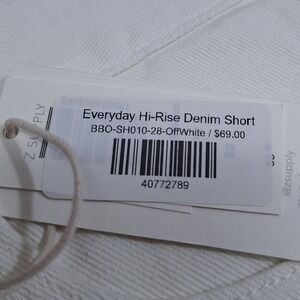 Everyday Hi-Rise Denim Short
BBO-SH010-28-OffWhite / $69.00
40772789
Z SUPPLY
@zsupply